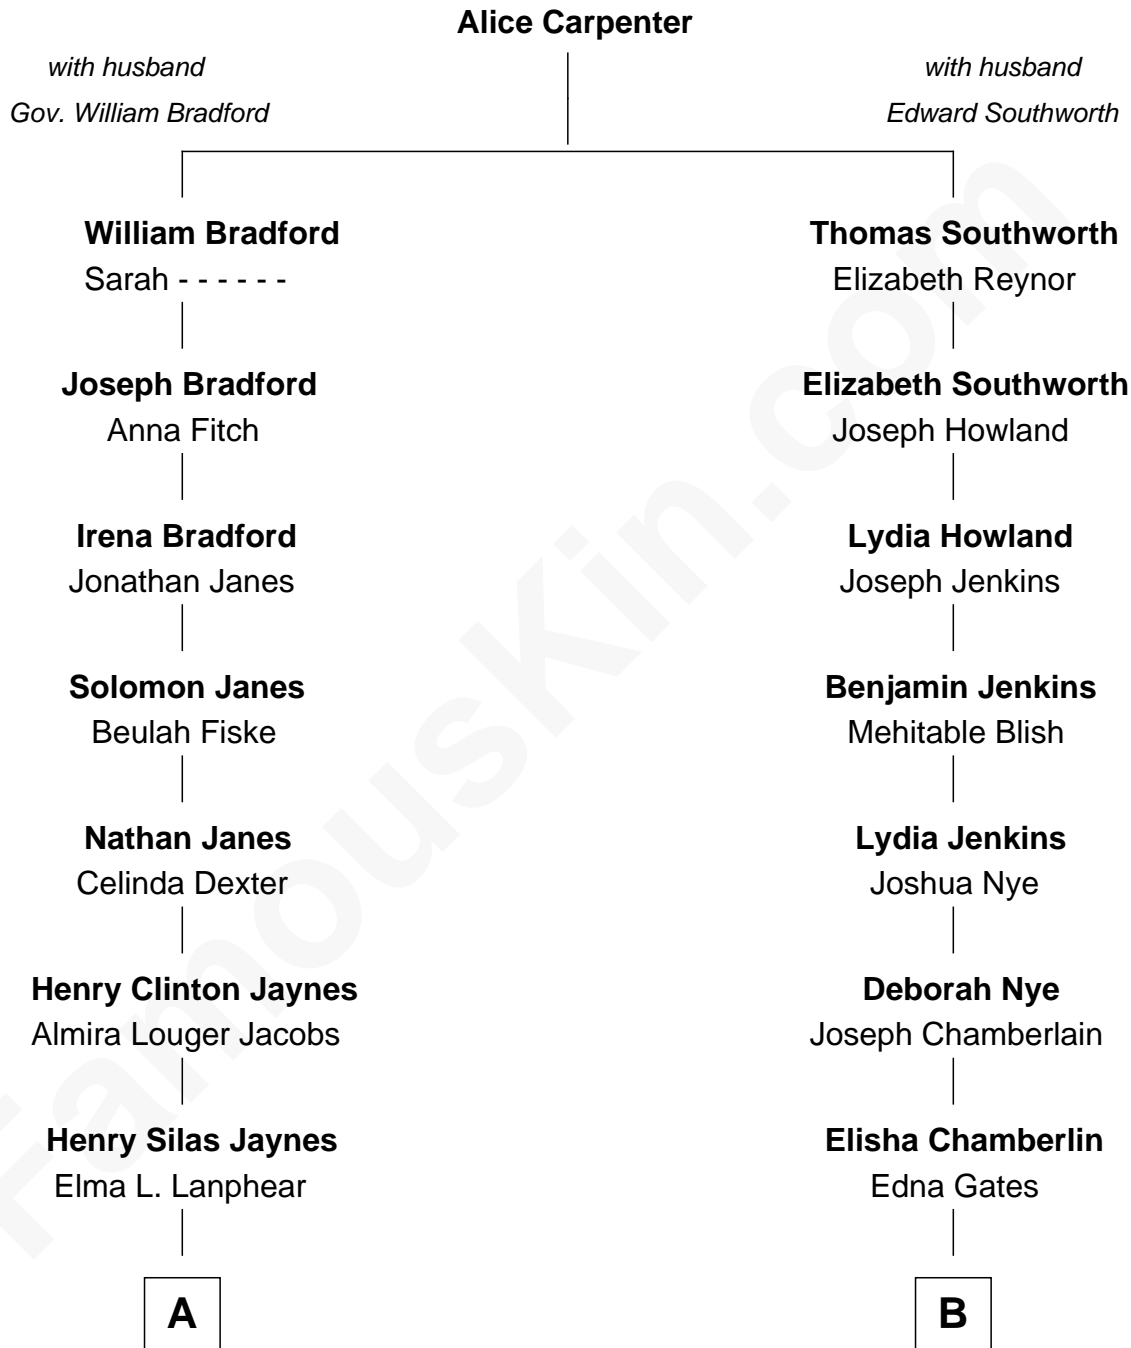 Alice Carpenter
with husband
Gov. William Bradford
with husband
Edward Southworth
William Bradford
Sarah - - - - - -
Thomas Southworth
Elizabeth Reynor
Joseph Bradford
Anna Fitch
Elizabeth Southworth
Joseph Howland
Irena Bradford
Jonathan Janes
Lydia Howland
Joseph Jenkins
Solomon Janes
Beulah Fiske
Benjamin Jenkins
Mehitable Blish
Nathan Janes
Celinda Dexter
Lydia Jenkins
Joshua Nye
Henry Clinton Jaynes
Almira Louger Jacobs
Deborah Nye
Joseph Chamberlain
Henry Silas Jaynes
Elma L. Lanphear
Elisha Chamberlin
Edna Gates
A
B
FamousKin.com